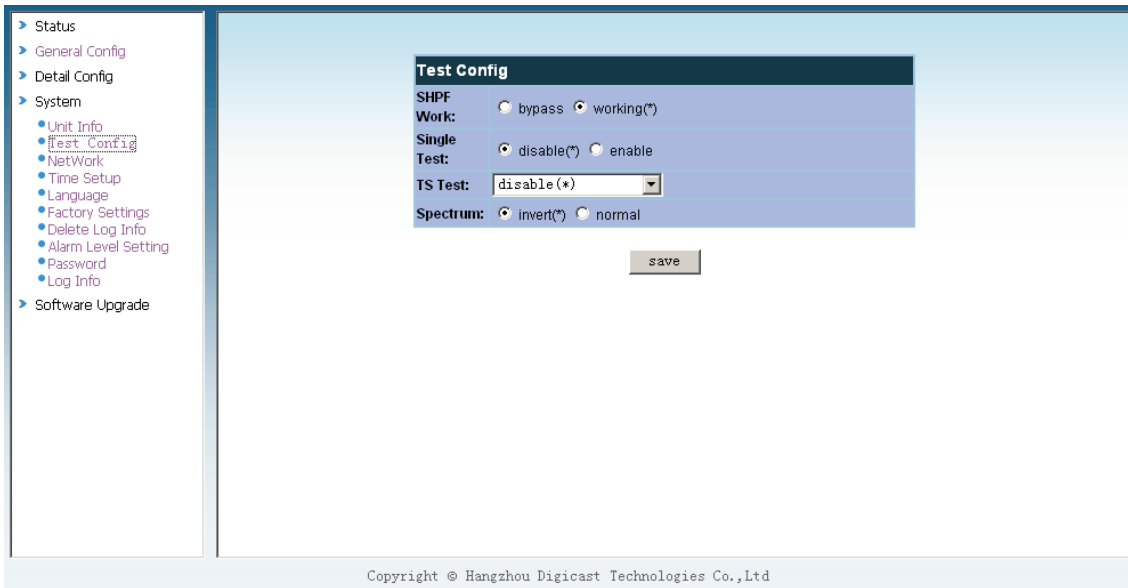 Status
General Config
Detail Config
System
Unit Info
Test Config
NetWork
Time Setup
Language
Factory Settings
Delete Log Info
Alarm Level Setting
Password
Log Info
Software Upgrade
Test Config
SHPF
Work:
bypass working(*)
Single
Test:
disable(*) enable
TS Test: disable(*)
Spectrum: invert(*) normal
save
Copyright © Hangzhou Digicast Technologies Co.,Ltd